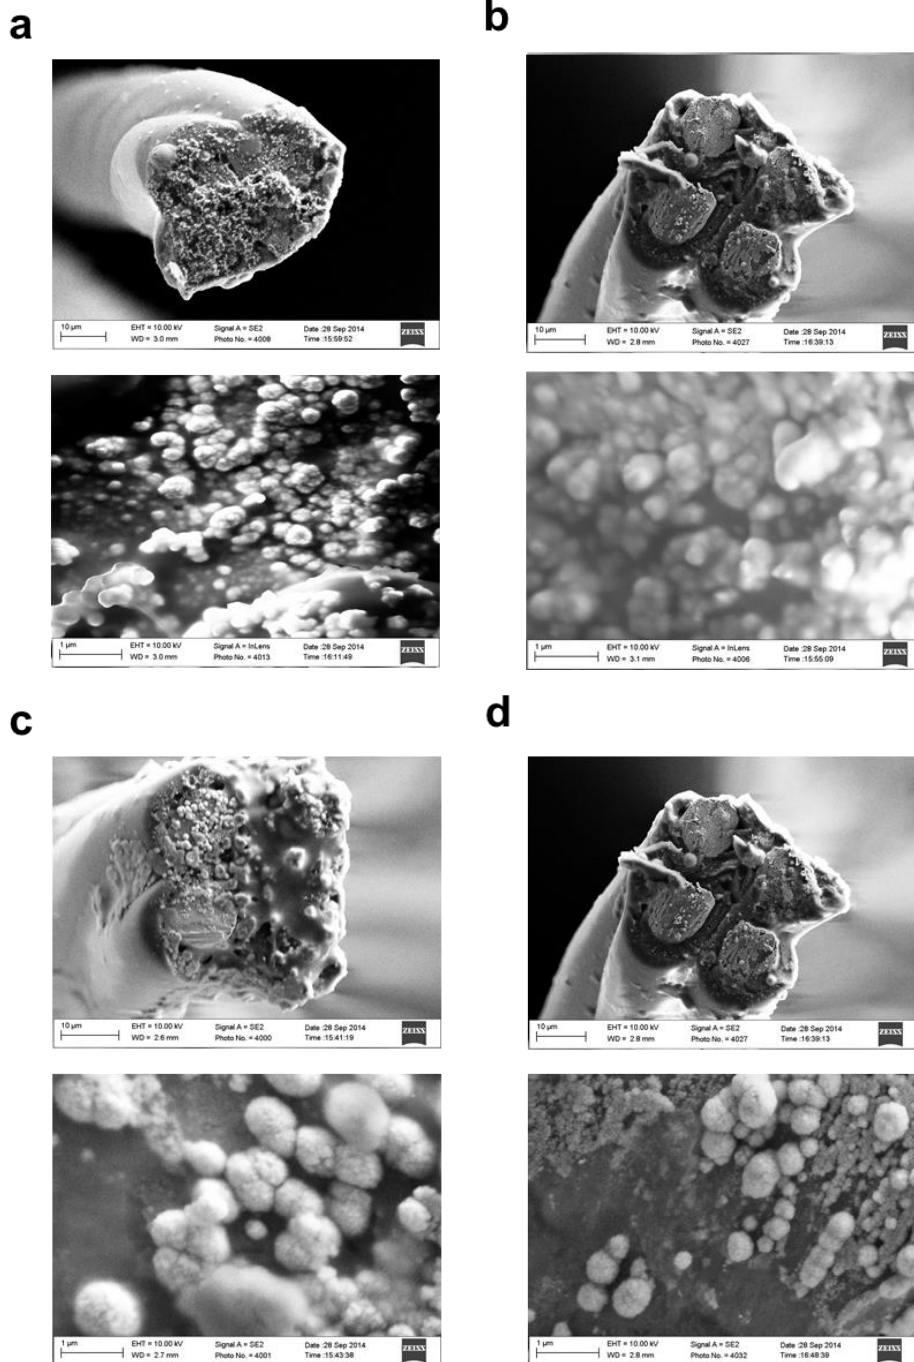 a
b
10 µm
EHT = 10.00 kV
Signal A = SE2
Date :28 Sep 2014
WD = 3.0 mm
Photo No. = 4008
Time :15:59:52
ZEISS
10 µm
EHT = 10.00 kV
Signal A = SE2
Date :28 Sep 2014
WD = 2.8 mm
Photo No. = 4027
Time :16:39:13
ZEISS
1 µm
EHT = 10.00 kV
Signal A = InLens
Date :28 Sep 2014
WD = 3.0 mm
Photo No. = 4013
Time :16:11:49
ZEISS
1 µm
EHT = 10.00 kV
Signal A = InLens
Date :28 Sep 2014
WD = 3.1 mm
Photo No. = 4006
Time :15:55:09
ZEISS
c
d
10 µm
EHT = 10.00 kV
Signal A = SE2
Date :28 Sep 2014
WD = 2.6 mm
Photo No. = 4000
Time :15:41:19
ZEISS
10 µm
EHT = 10.00 kV
Signal A = SE2
Date :28 Sep 2014
WD = 2.8 mm
Photo No. = 4027
Time :16:39:13
ZEISS
1 µm
EHT = 10.00 kV
Signal A = SE2
Date :28 Sep 2014
WD = 2.7 mm
Photo No. = 4001
Time :15:43:38
ZEISS
1 µm
EHT = 10.00 kV
Signal A = SE2
Date :28 Sep 2014
WD = 2.8 mm
Photo No. = 4032
Time :16:48:39
ZEISS